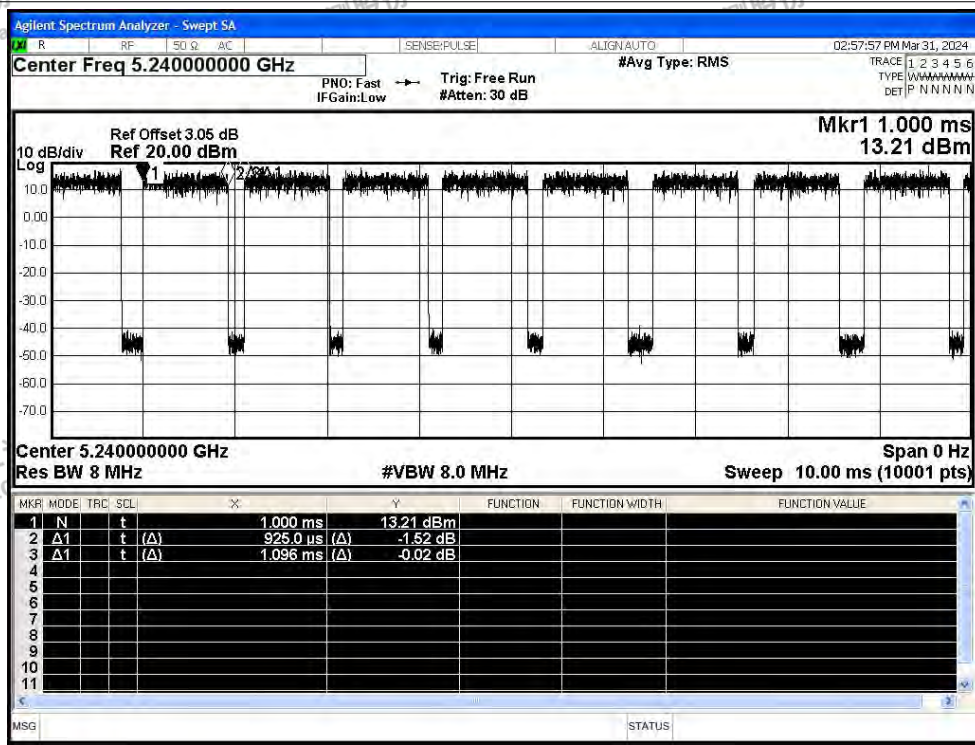 Agilent Spectrum Analyzer - Swept SA
R RF 50 Ω AC SENSE:PULSE ALIGN AUTO 02:57:57 PM Mar 31, 2024
Center Freq 5.240000000 GHz #Avg Type: RMS TRACE 1 2 3 4 5 6
PNO: Fast Trig: Free Run TYPE WWWWWW
IFGain:Low #Atten: 30 dB DET P N N N N N
Mkr1 1.000 ms
Ref Offset 3.05 dB
10 dB/div Ref 20.00 dBm 13.21 dBm
Log
1
10.0
0.00
-10.0
-20.0
-30.0
-40.0
-50.0
-60.0
-70.0
Center 5.240000000 GHz Span 0 Hz
Res BW 8 MHz #VBW 8.0 MHz Sweep 10.00 ms (10001 pts)
MKR MODE TRC SCL X Y FUNCTION FUNCTION WIDTH FUNCTION VALUE
1 N t 1.000 ms 13.21 dBm
2 Δ1 t (Δ) 925.0 µs (Δ) -1.52 dB
3 Δ1 t (Δ) 1.096 ms (Δ) -0.02 dB
4
5
6
7
8
9
10
11
MSG STATUS